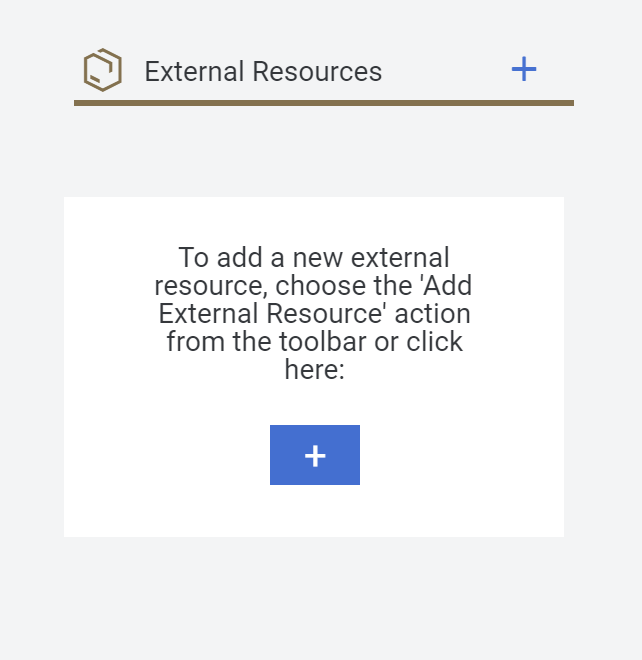 External Resources
To add a new external
resource, choose the 'Add
External Resource' action
from the toolbar or click
here: